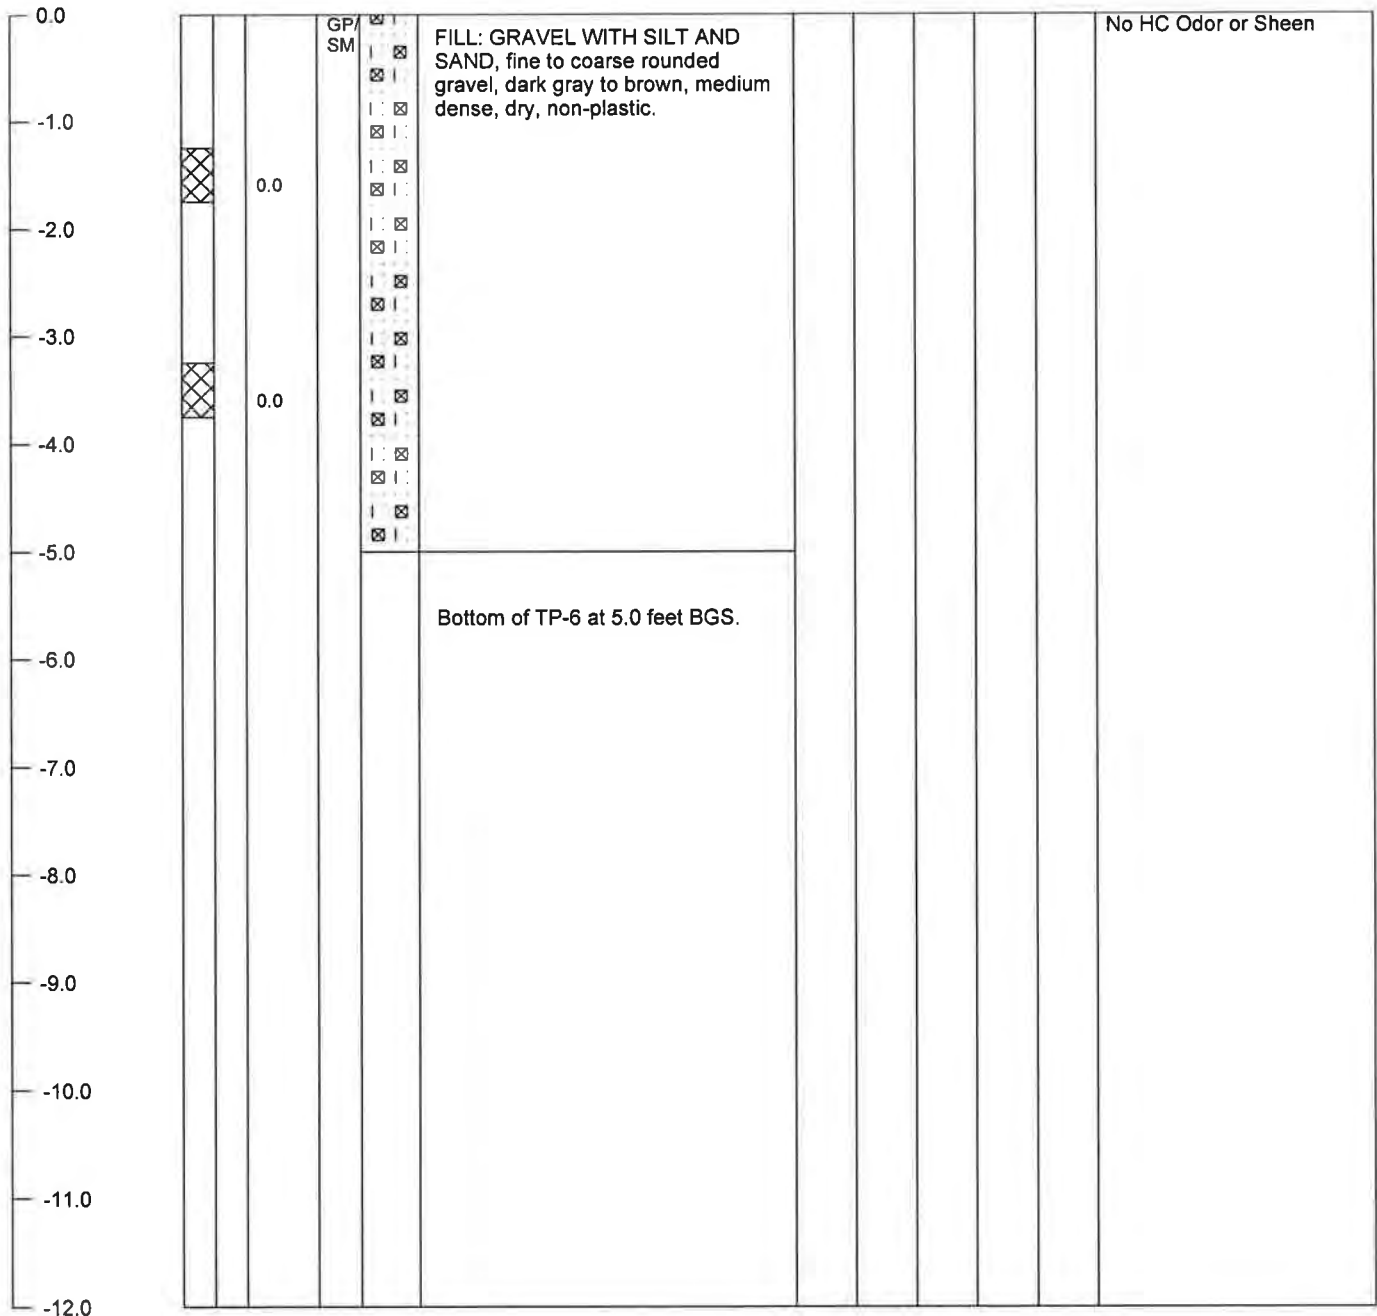 0.0
GP/
SM
FILL: GRAVEL WITH SILT AND
SAND, fine to coarse rounded
gravel, dark gray to brown, medium
dense, dry, non-plastic.
No HC Odor or Sheen
-1.0
0.0
-2.0
-3.0
0.0
-4.0
-5.0
Bottom of TP-6 at 5.0 feet BGS.
-6.0
-7.0
-8.0
-9.0
-10.0
-11.0
-12.0